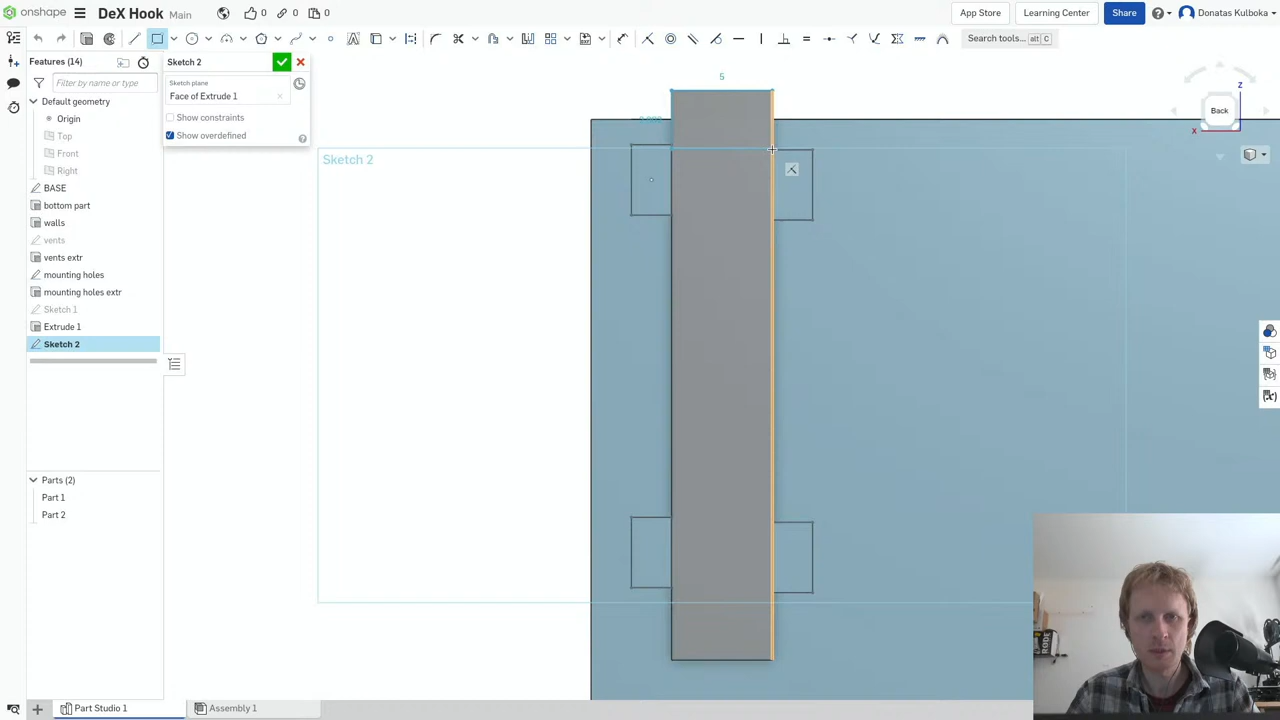 onshape DeX Hook Main 0 0 0 App Store Learning Center Share Donatas Kulboka
Search tools... alt C
Features (14)
Filter by name or type
Default geometry
Origin
Top
Front
Right
BASE
bottom part
walls
vents
vents extr
mounting holes
mounting holes extr
Sketch 1
Extrude 1
Sketch 2
Parts (2)
Part 1
Part 2
Sketch 2
Sketch plane
Face of Extrude 1
Show constraints
Show overdefined
5
Sketch 2
Z
Back
X
RODE
Part Studio 1
Assembly 1